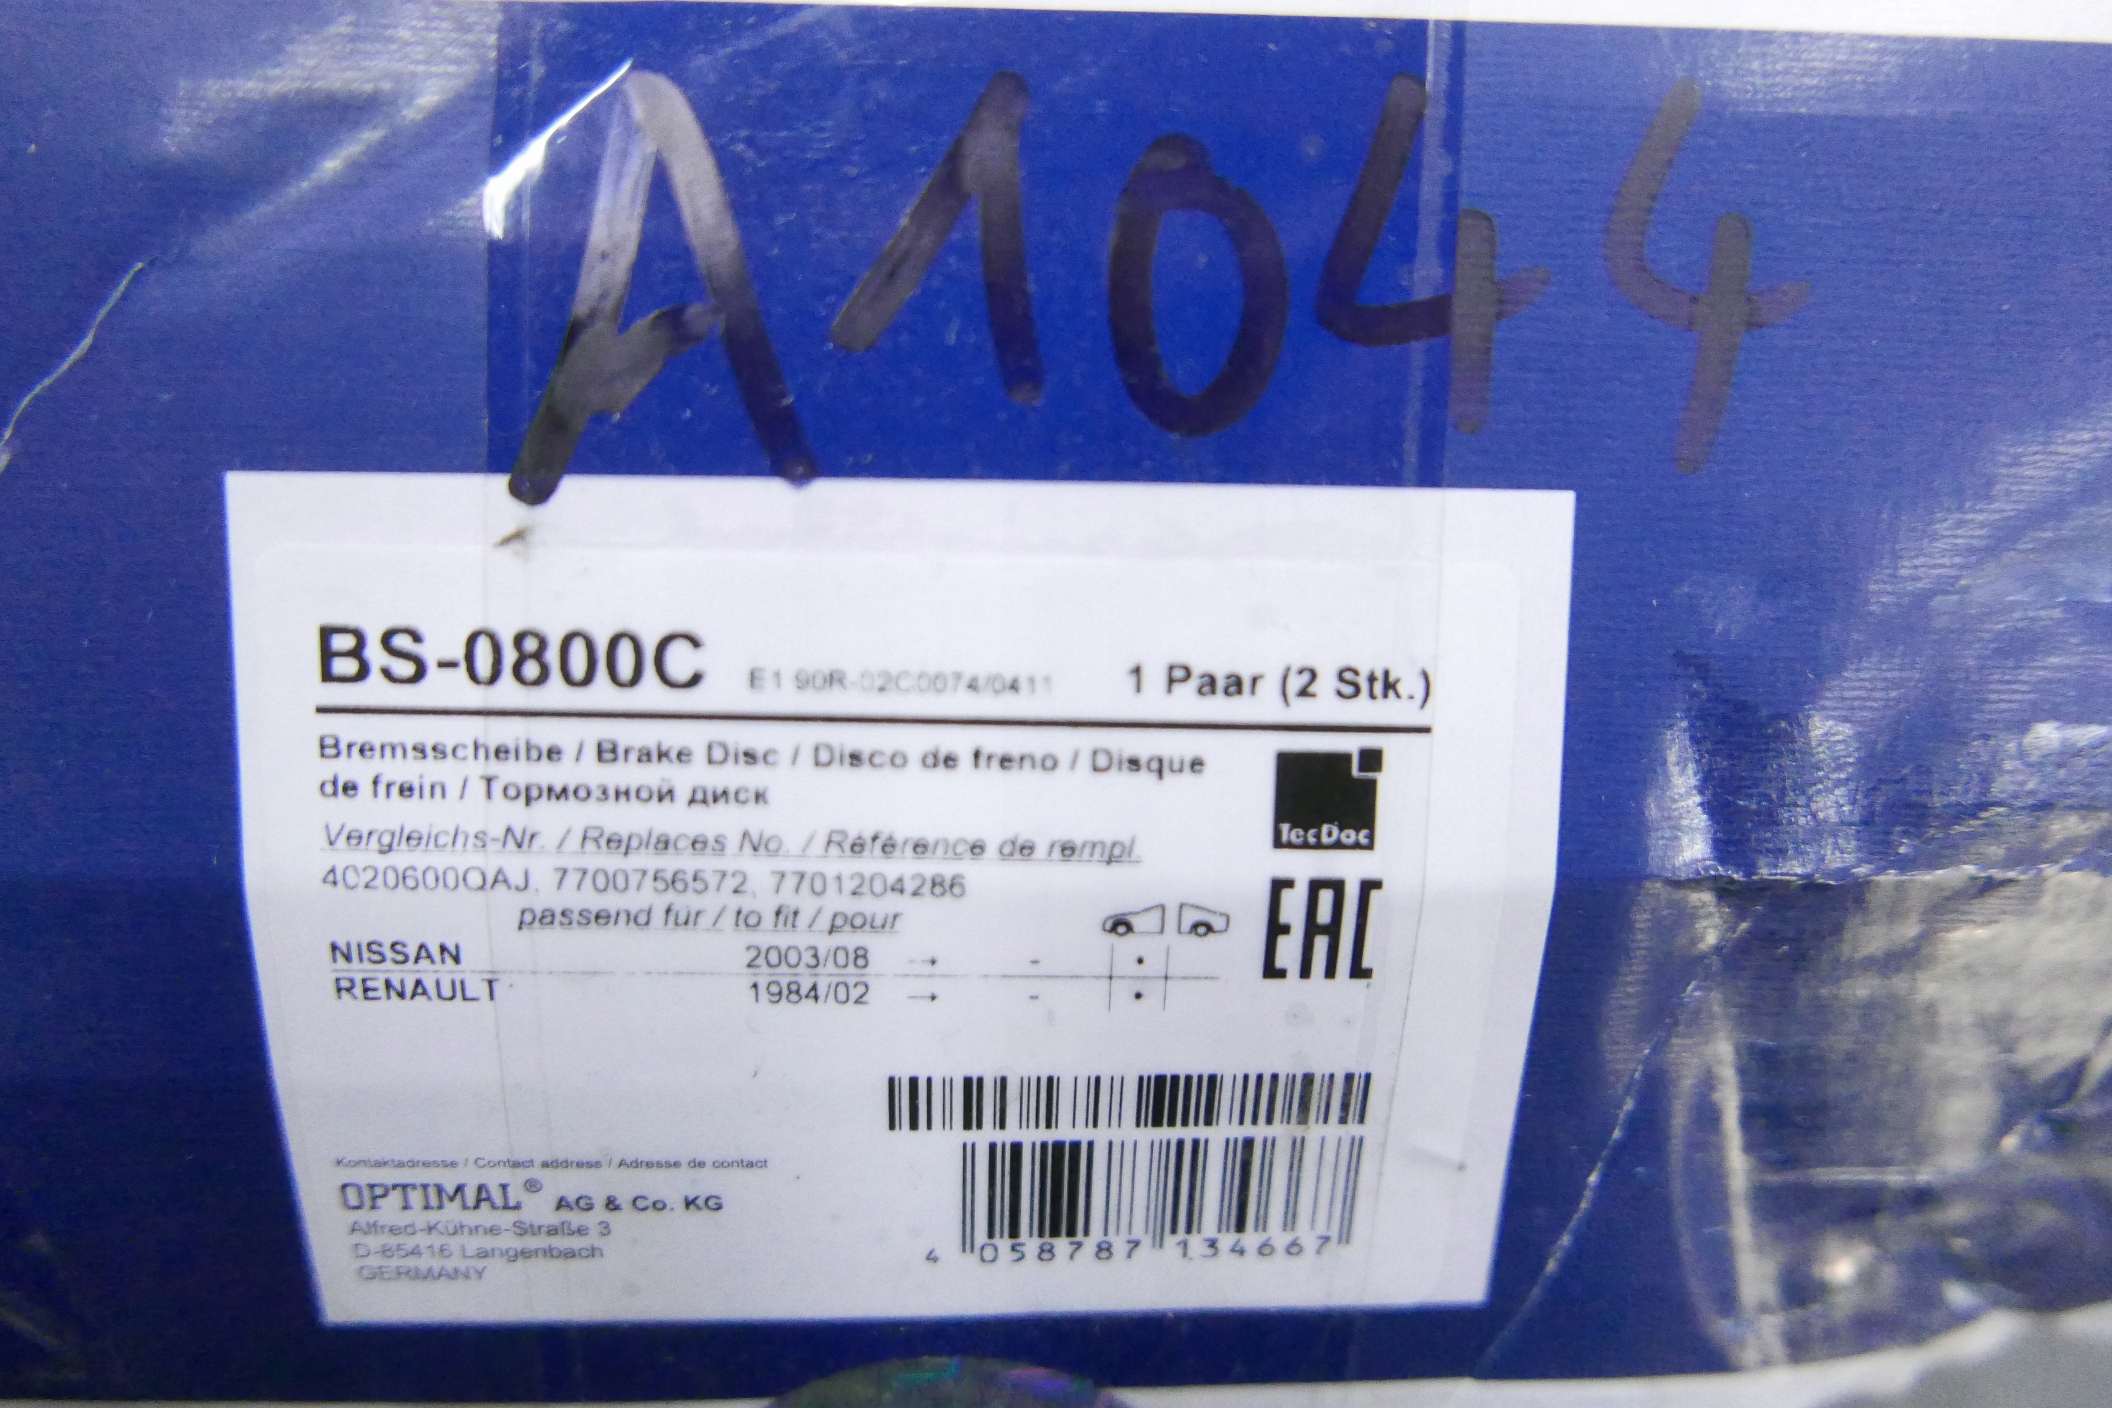 A1044
BS-0800C E1 90R-02C0074/0411 1 Paar (2 Stk.)
Bremsscheibe / Brake Disc / Disco de freno / Disque
de frein / Тормозной диск
TecDoc
Vergleichs-Nr. / Replaces No. / Référence de rempl.
4020600QAJ, 7700756572, 7701204286
passend für / to fit / pour
EAC
NISSAN 2003/08 → - •
RENAULT 1984/02 → - •
Kontaktadresse / Contact address / Adresse de contact
OPTIMAL® AG & Co. KG
Alfred-Kühne-Straße 3
D-85416 Langenbach
GERMANY
4 058787 134667